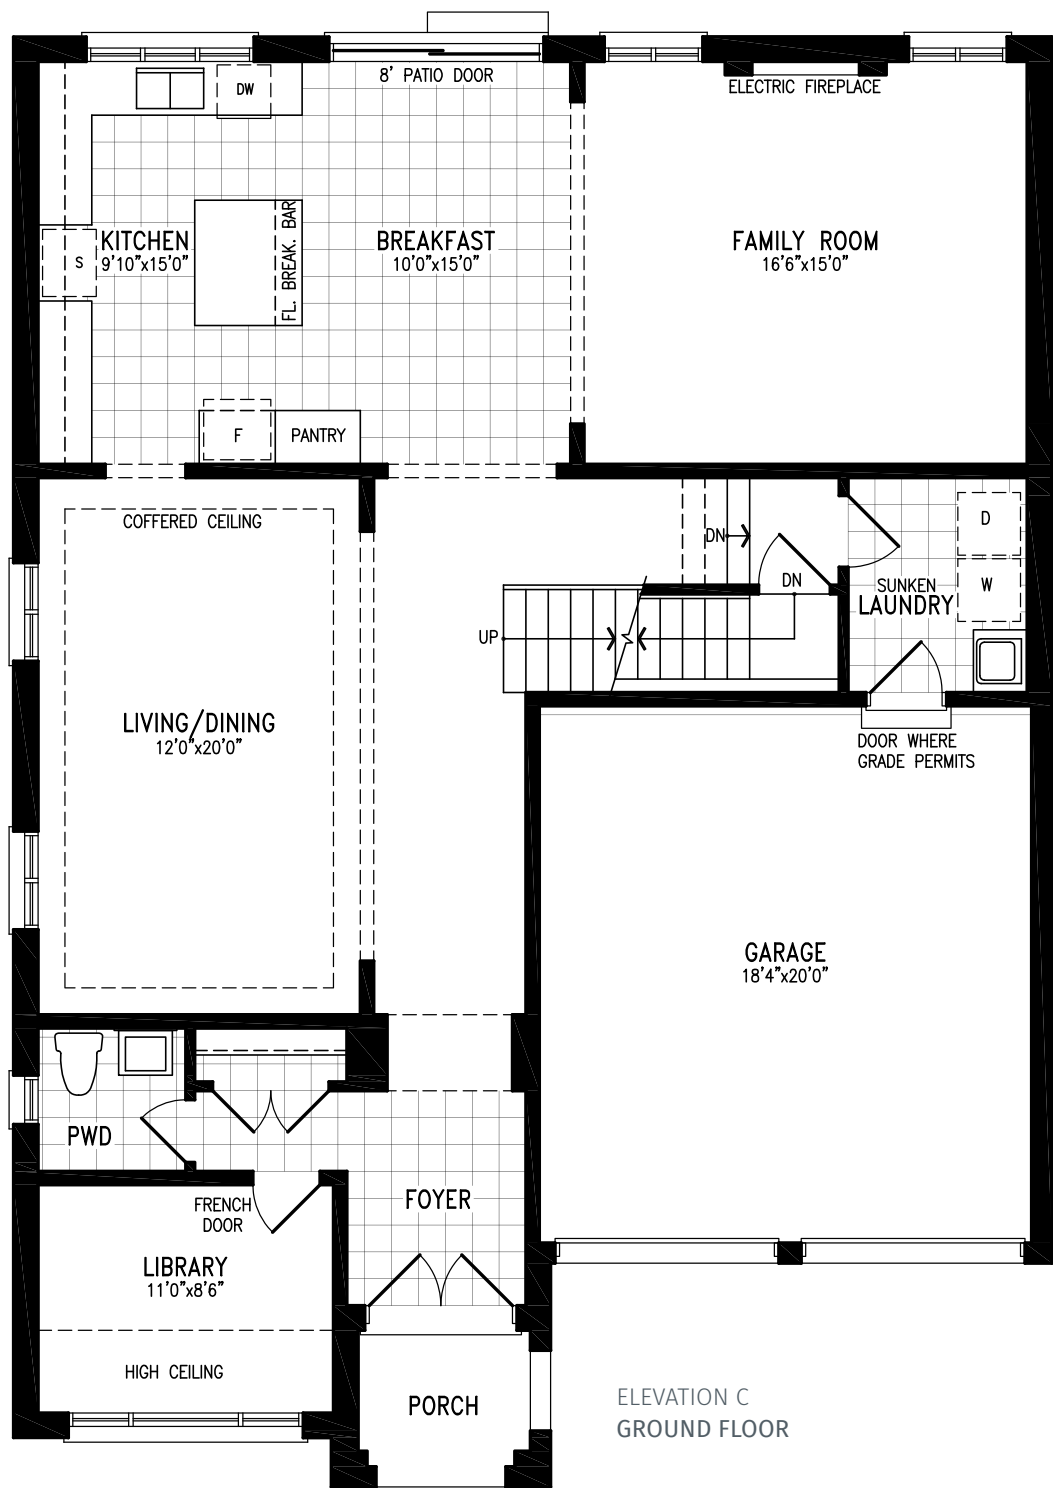 8' PATIO DOOR
DW
ELECTRIC FIREPLACE
KITCHEN
9'10"x15'0"
S
FL. BREAK. BAR
BREAKFAST
10'0"x15'0"
FAMILY ROOM
16'6"x15'0"
F
PANTRY
COFFERED CEILING
DN
DN
D
W
SUNKEN
LAUNDRY
UP
LIVING/DINING
12'0"x20'0"
DOOR WHERE
GRADE PERMITS
GARAGE
18'4"x20'0"
PWD
FOYER
FRENCH
DOOR
LIBRARY
11'0"x8'6"
HIGH CEILING
PORCH
ELEVATION C
GROUND FLOOR